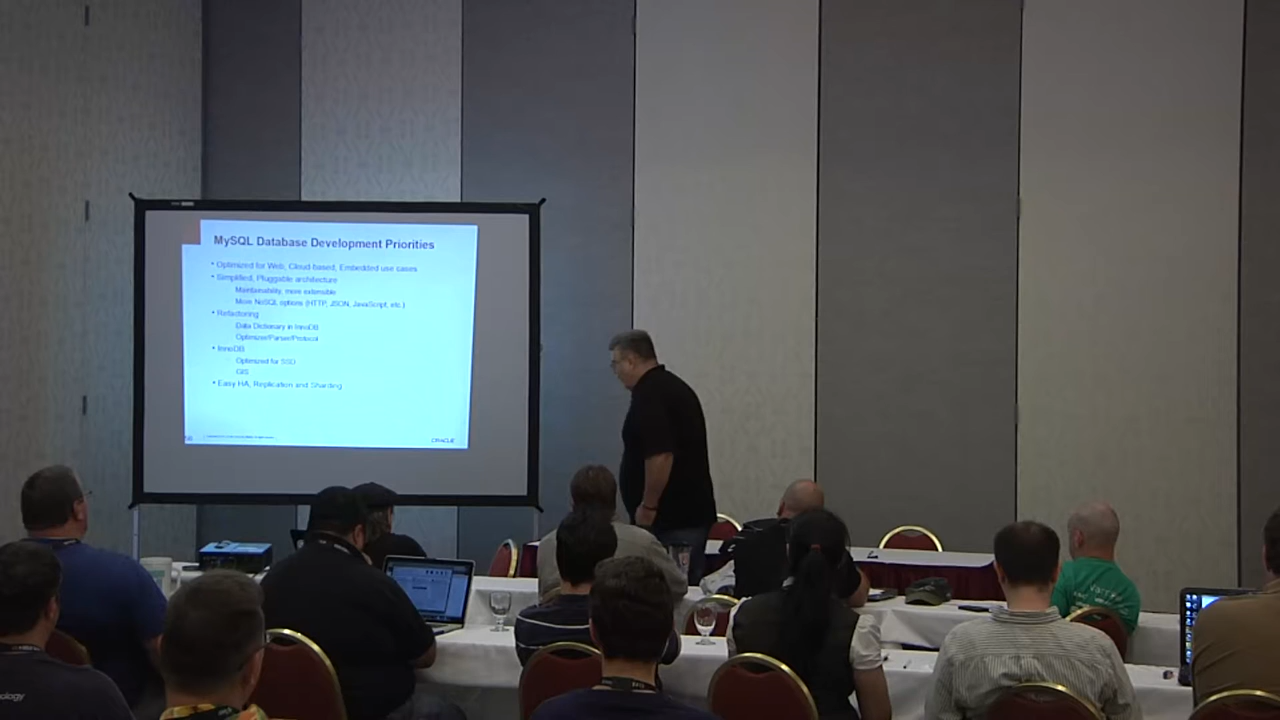 MySQL Database Development Priorities
• Optimized for Web, Cloud-based, Embedded use cases
• Simplified, Pluggable architecture
Maintainability, more extensible
More NoSQL options (HTTP, JSON, JavaScript, etc.)
• Refactoring
Data Dictionary in InnoDB
Optimizer/Parser/Protocol
• InnoDB
Optimized for SSD
GIS
• Easy HA, Replication and Sharding
ORACLE
ology